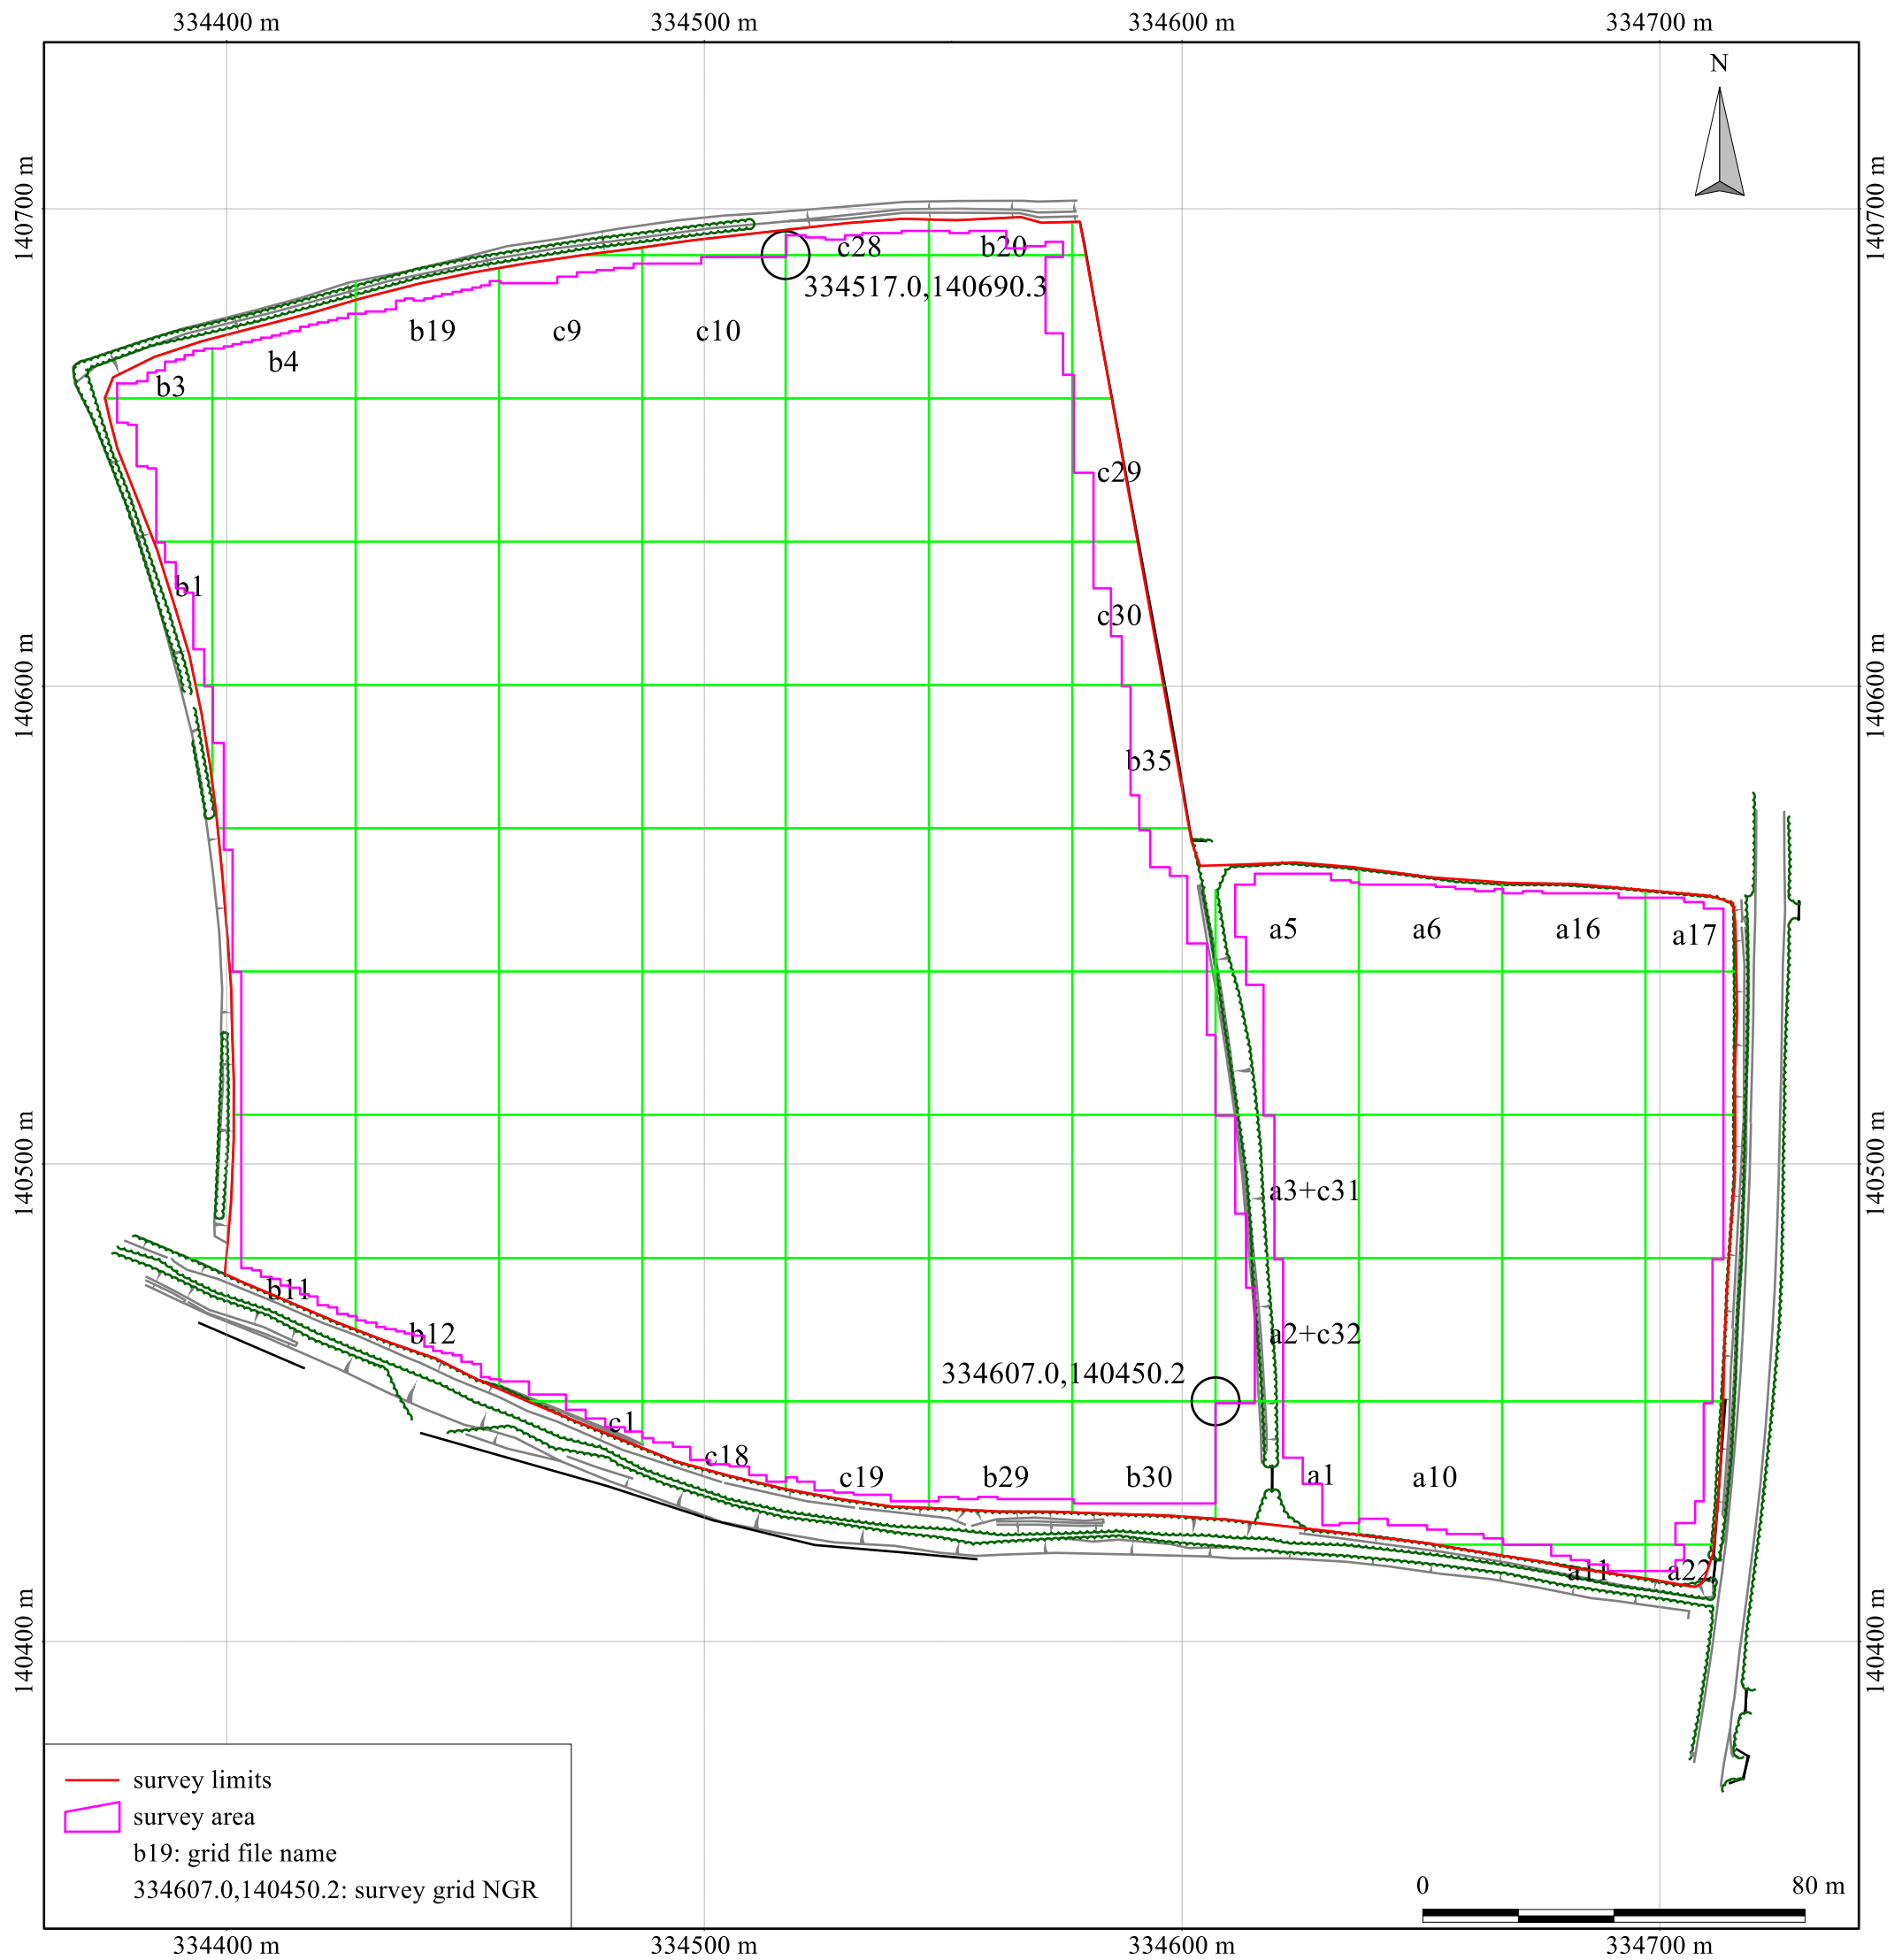 334400 m 334500 m 334600 m 334700 m
N
140700 m 140700 m
c28 b20
334517.0,140690.3
b19 c9 c10
b4
b3
c29
b1
c30
140600 m 140600 m
b35
a5 a6 a16 a17
140500 m 140500 m
a3+c31
b11
b12 a2+c32
334607.0,140450.2
c1
c18
c19 b29 b30 a1 a10
a11 a22
140400 m 140400 m
survey limits
survey area
b19: grid file name
334607.0,140450.2: survey grid NGR
0 80 m
334400 m 334500 m 334600 m 334700 m